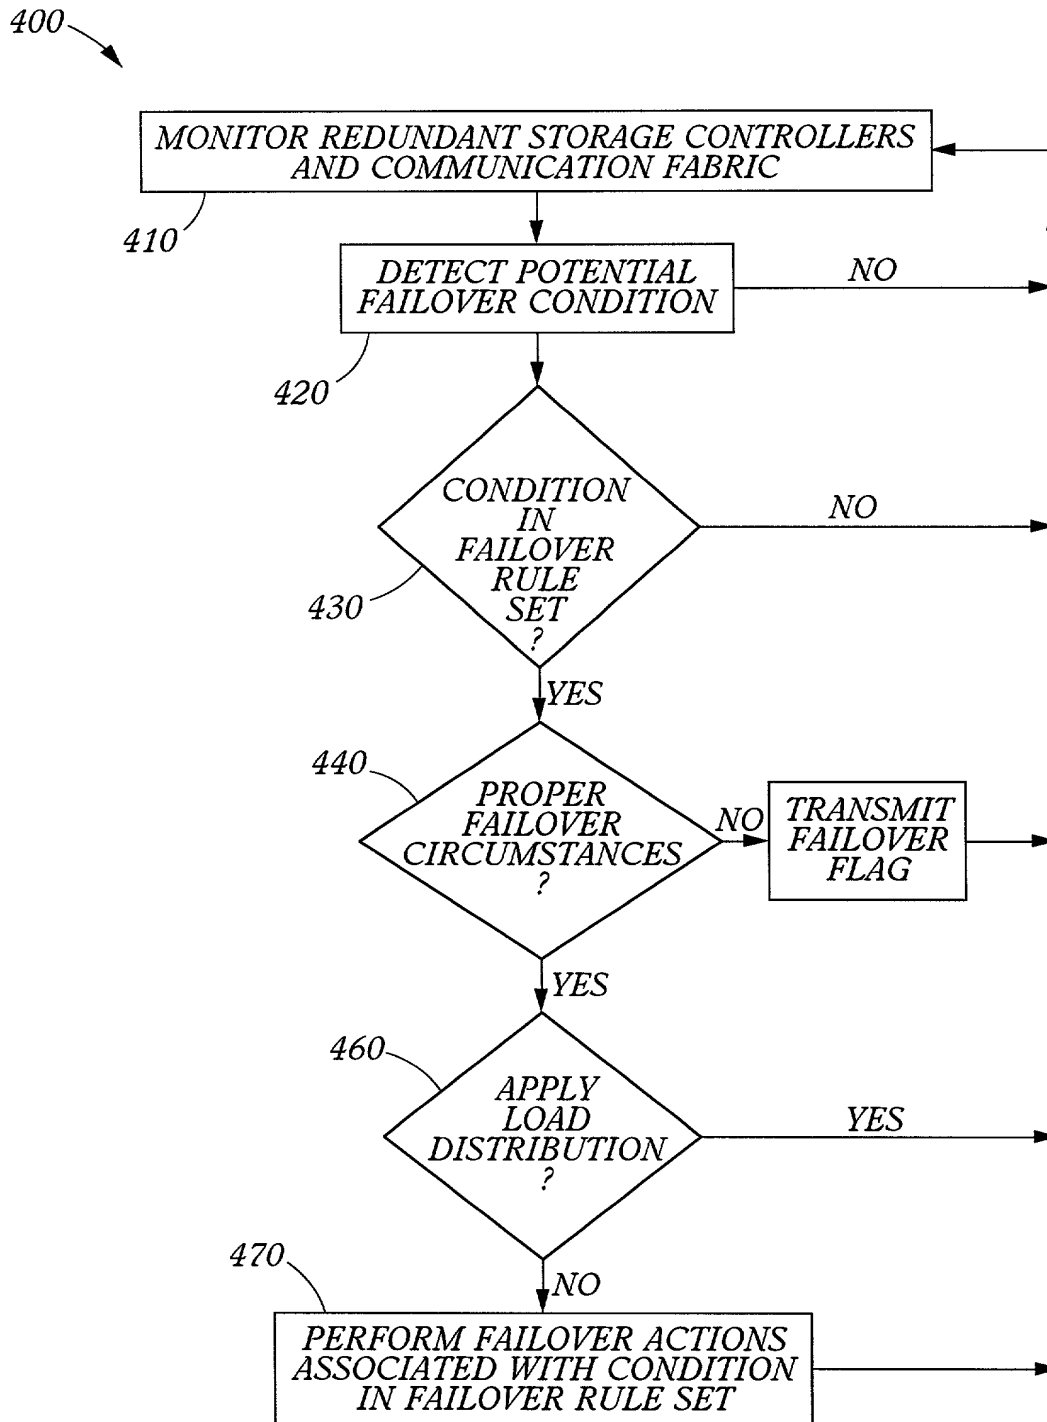 400
MONITOR REDUNDANT STORAGE CONTROLLERS
AND COMMUNICATION FABRIC
410
DETECT POTENTIAL
FAILOVER CONDITION
NO
420
CONDITION
IN
FAILOVER
RULE
SET
?
NO
430
YES
440
PROPER
FAILOVER
CIRCUMSTANCES
?
NO
TRANSMIT
FAILOVER
FLAG
YES
460
APPLY
LOAD
DISTRIBUTION
?
YES
470
NO
PERFORM FAILOVER ACTIONS
ASSOCIATED WITH CONDITION
IN FAILOVER RULE SET